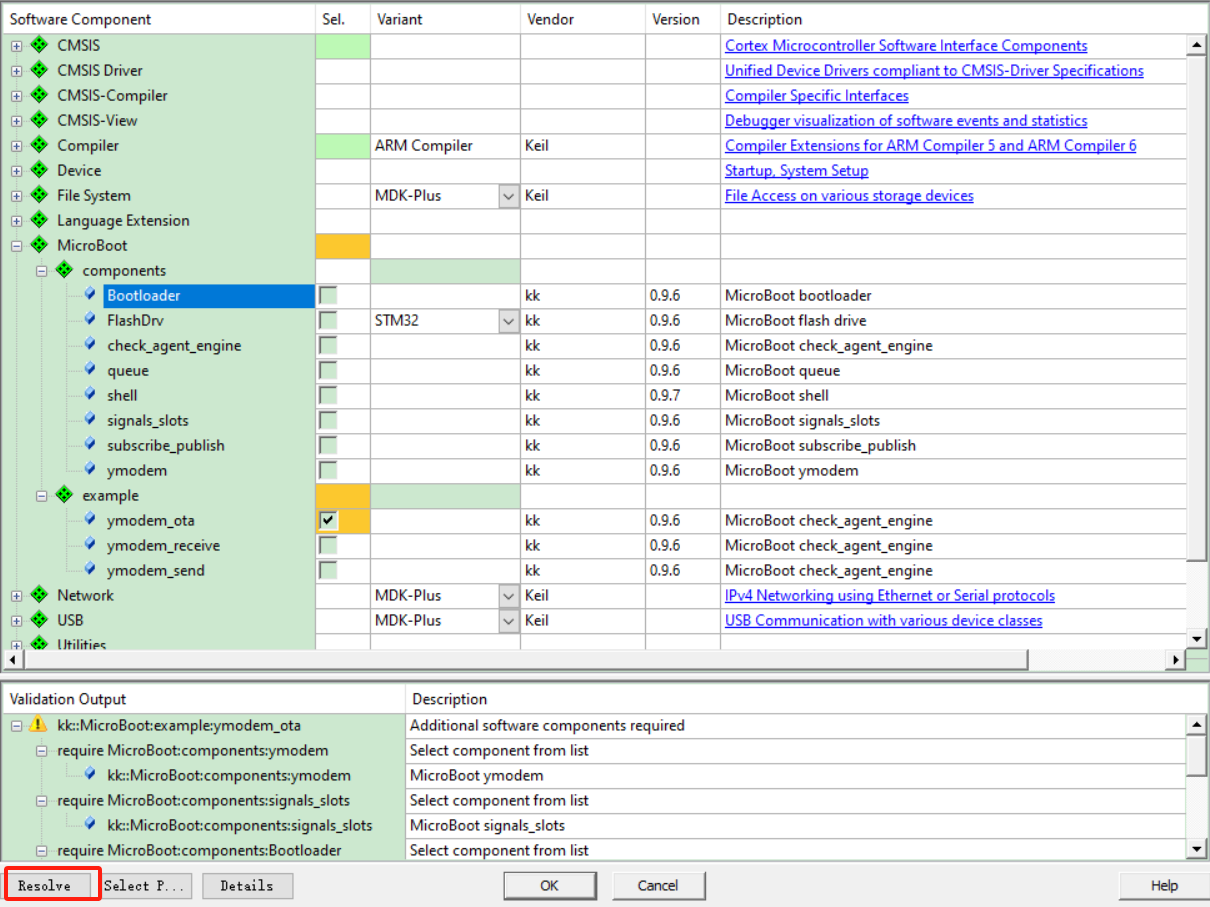 Software Component Sel. Variant Vendor Version Description
CMSIS Cortex Microcontroller Software Interface Components
CMSIS Driver Unified Device Drivers compliant to CMSIS-Driver Specifications
CMSIS-Compiler Compiler Specific Interfaces
CMSIS-View Debugger visualization of software events and statistics
Compiler ARM Compiler Keil Compiler Extensions for ARM Compiler 5 and ARM Compiler 6
Device Startup, System Setup
File System MDK-Plus Keil File Access on various storage devices
Language Extension
MicroBoot
components
Bootloader kk 0.9.6 MicroBoot bootloader
FlashDrv STM32 kk 0.9.6 MicroBoot flash drive
check_agent_engine kk 0.9.6 MicroBoot check_agent_engine
queue kk 0.9.6 MicroBoot queue
shell kk 0.9.7 MicroBoot shell
signals_slots kk 0.9.6 MicroBoot signals_slots
subscribe_publish kk 0.9.6 MicroBoot subscribe_publish
ymodem kk 0.9.6 MicroBoot ymodem
example
ymodem_ota kk 0.9.6 MicroBoot check_agent_engine
ymodem_receive kk 0.9.6 MicroBoot check_agent_engine
ymodem_send kk 0.9.6 MicroBoot check_agent_engine
Network MDK-Plus Keil IPv4 Networking using Ethernet or Serial protocols
USB MDK-Plus Keil USB Communication with various device classes
Utilities
Validation Output Description
kk::MicroBoot:example:ymodem_ota Additional software components required
require MicroBoot:components:ymodem Select component from list
kk::MicroBoot:components:ymodem MicroBoot ymodem
require MicroBoot:components:signals_slots Select component from list
kk::MicroBoot:components:signals_slots MicroBoot signals_slots
require MicroBoot:components:Bootloader Select component from list
Resolve Select P... Details OK Cancel Help